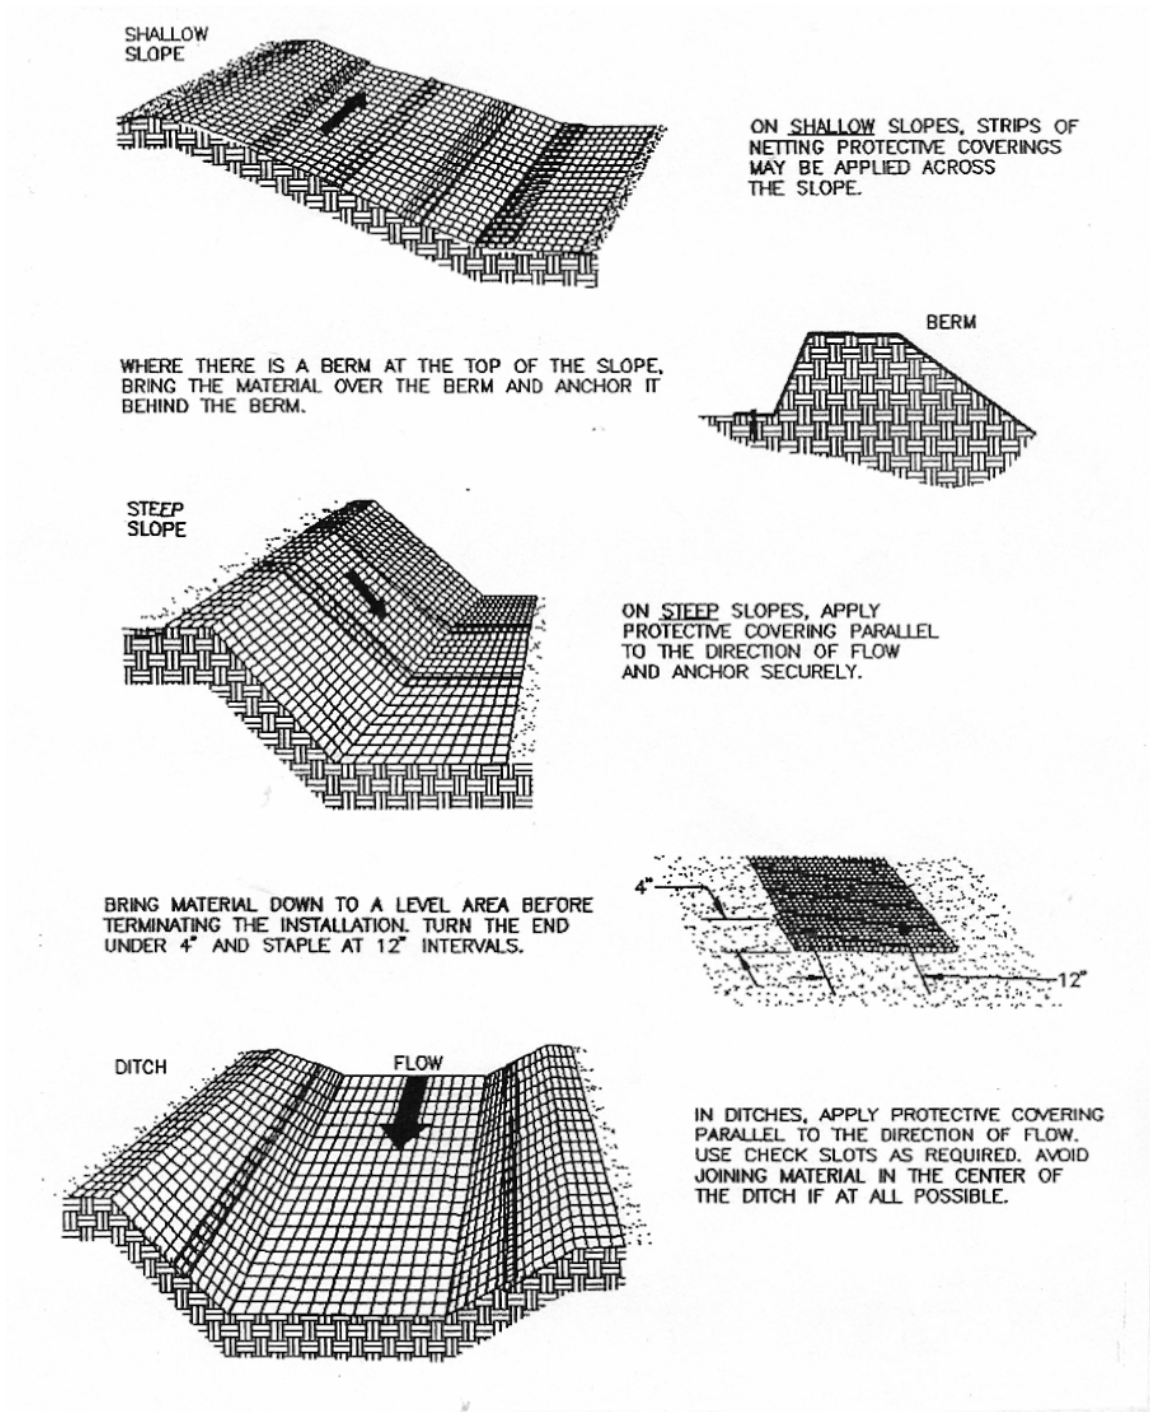 SHALLOW
SLOPE
ON SHALLOW SLOPES, STRIPS OF
NETTING PROTECTIVE COVERINGS
MAY BE APPLIED ACROSS
THE SLOPE.
BERM
WHERE THERE IS A BERM AT THE TOP OF THE SLOPE,
BRING THE MATERIAL OVER THE BERM AND ANCHOR IT
BEHIND THE BERM.
STEEP
SLOPE
ON STEEP SLOPES, APPLY
PROTECTIVE COVERING PARALLEL
TO THE DIRECTION OF FLOW
AND ANCHOR SECURELY.
4"
BRING MATERIAL DOWN TO A LEVEL AREA BEFORE
TERMINATING THE INSTALLATION. TURN THE END
UNDER 4" AND STAPLE AT 12" INTERVALS.
12"
DITCH
FLOW
IN DITCHES, APPLY PROTECTIVE COVERING
PARALLEL TO THE DIRECTION OF FLOW.
USE CHECK SLOTS AS REQUIRED. AVOID
JOINING MATERIAL IN THE CENTER OF
THE DITCH IF AT ALL POSSIBLE.